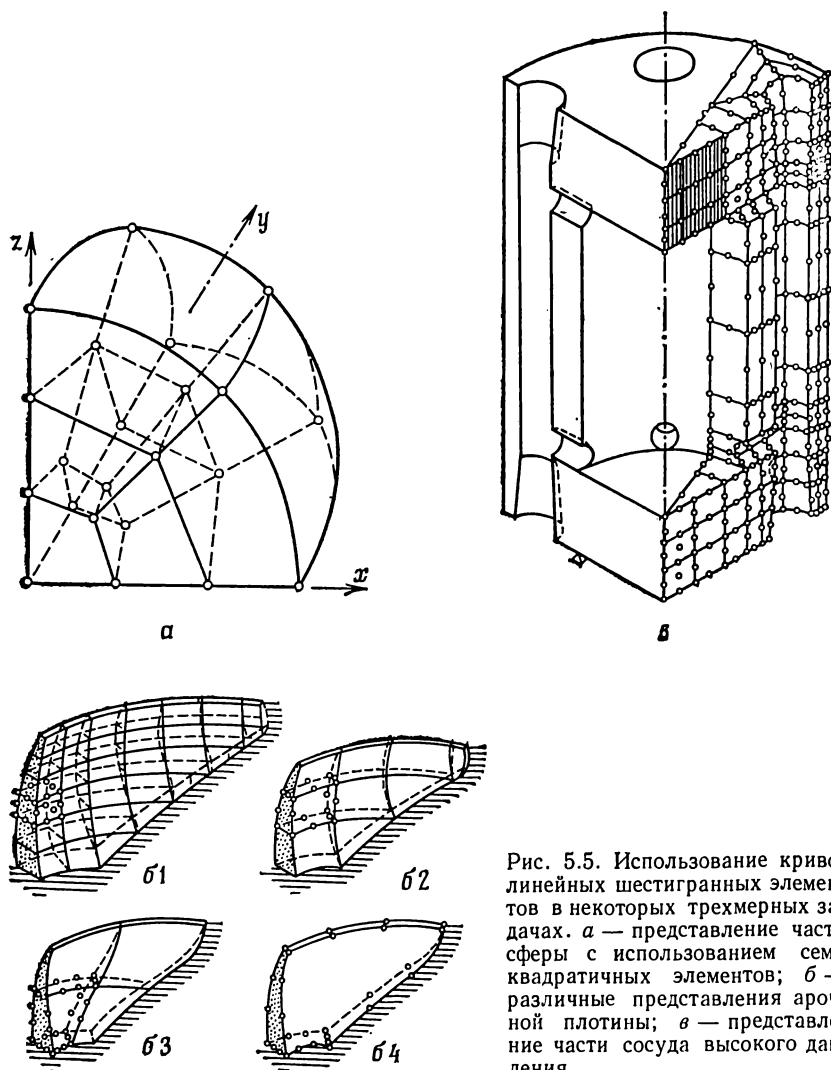 z
y
x
а
в
б1
б2
б3
б4
Рис. 5.5. Использование криво
линейных шестигранных элемен
тов в некоторых трехмерных за
дачах. а — представление част
сферы с использованием сем
квадратичных элементов; б —
различные представления ароч
ной плотины; в — представле
ние части сосуда высокого дав
ления